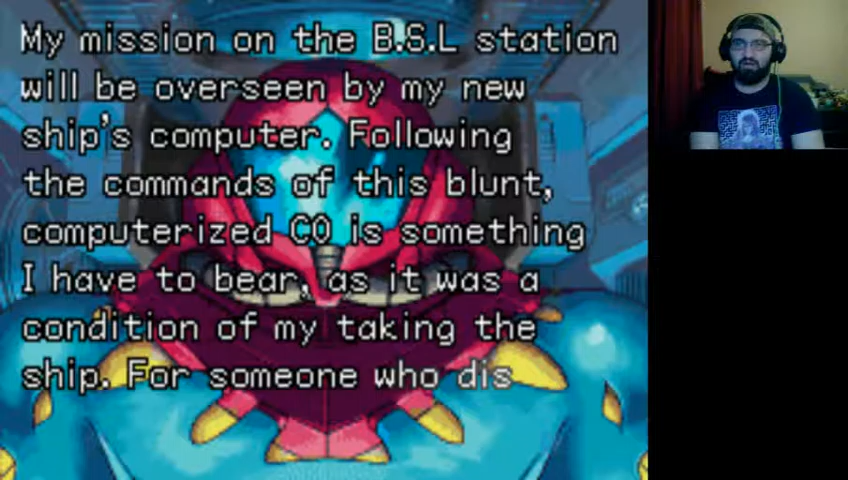 My mission on the B.S.L station
will be overseen by my new
ship's computer. Following
the commands of this blunt,
computerized CO is something
I have to bear, as it was a
condition of my taking the
ship. For someone who dis